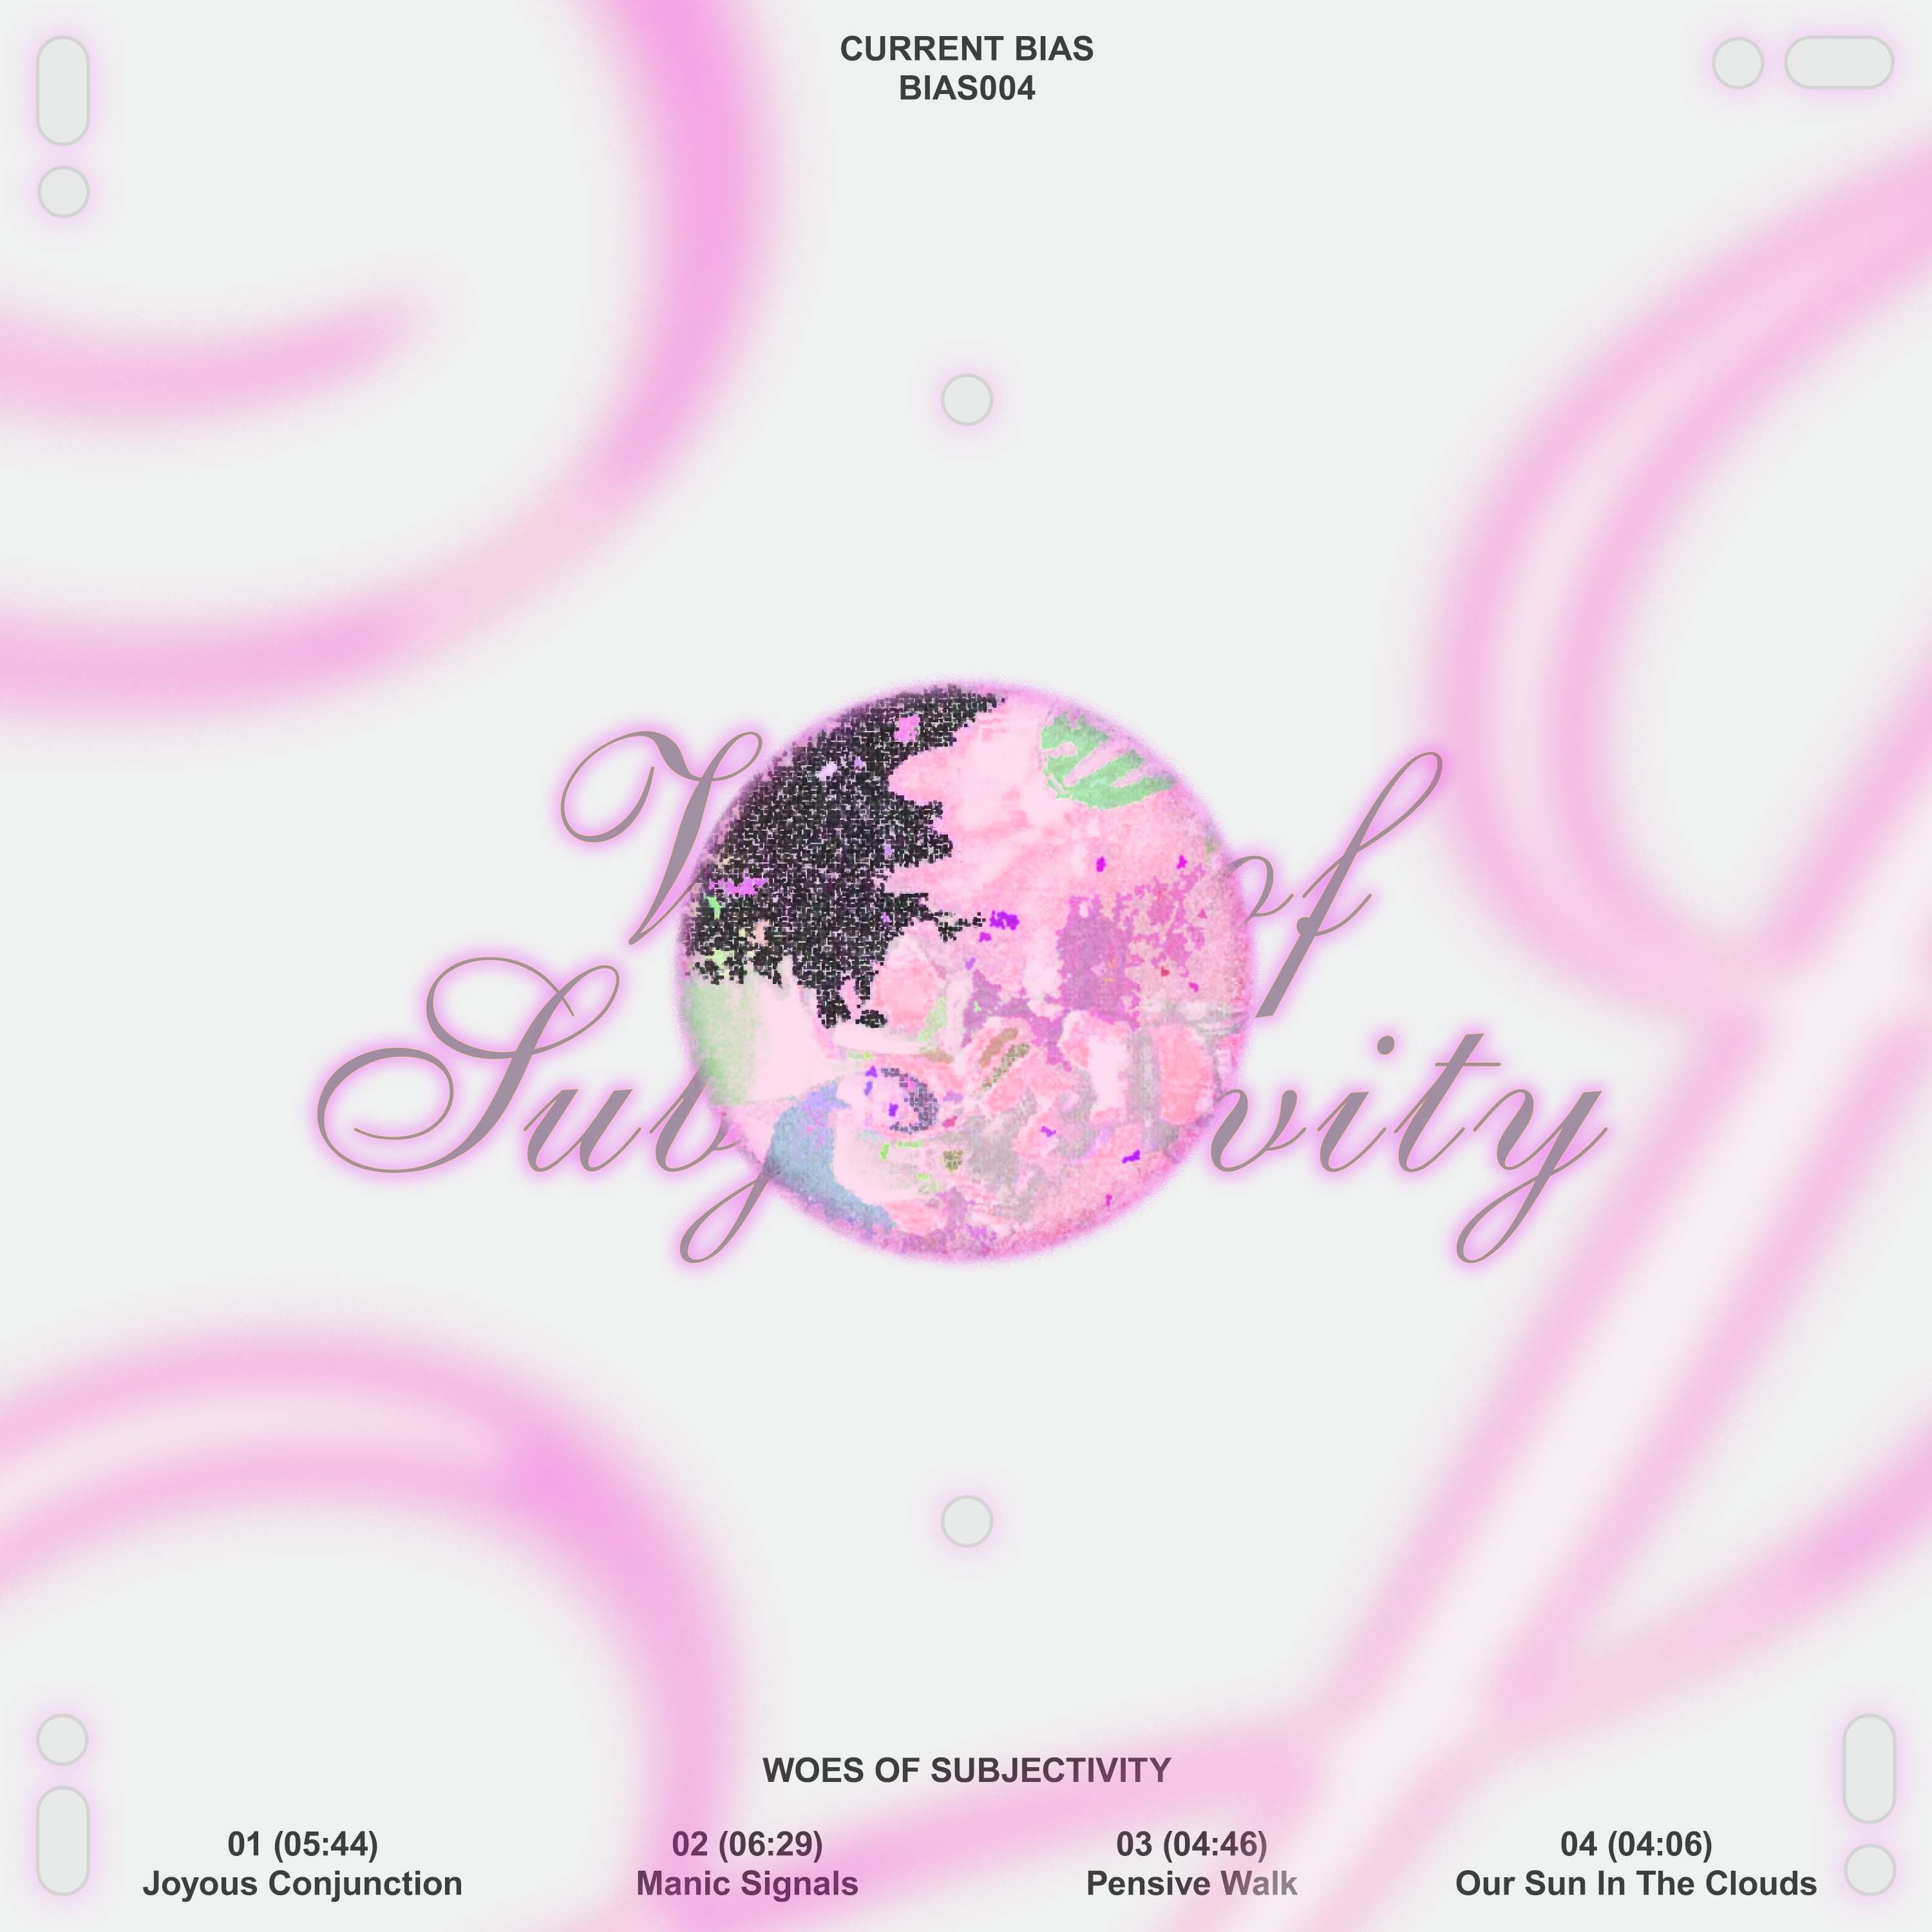 CURRENT BIAS
BIAS004
of
WOES OF SUBJECTIVITY
01 (05:44)
Joyous Conjunction
02 (06:29)
Manic Signals
03 (04:46)
Pensive Walk
04 (04:06)
Our Sun In The Clouds